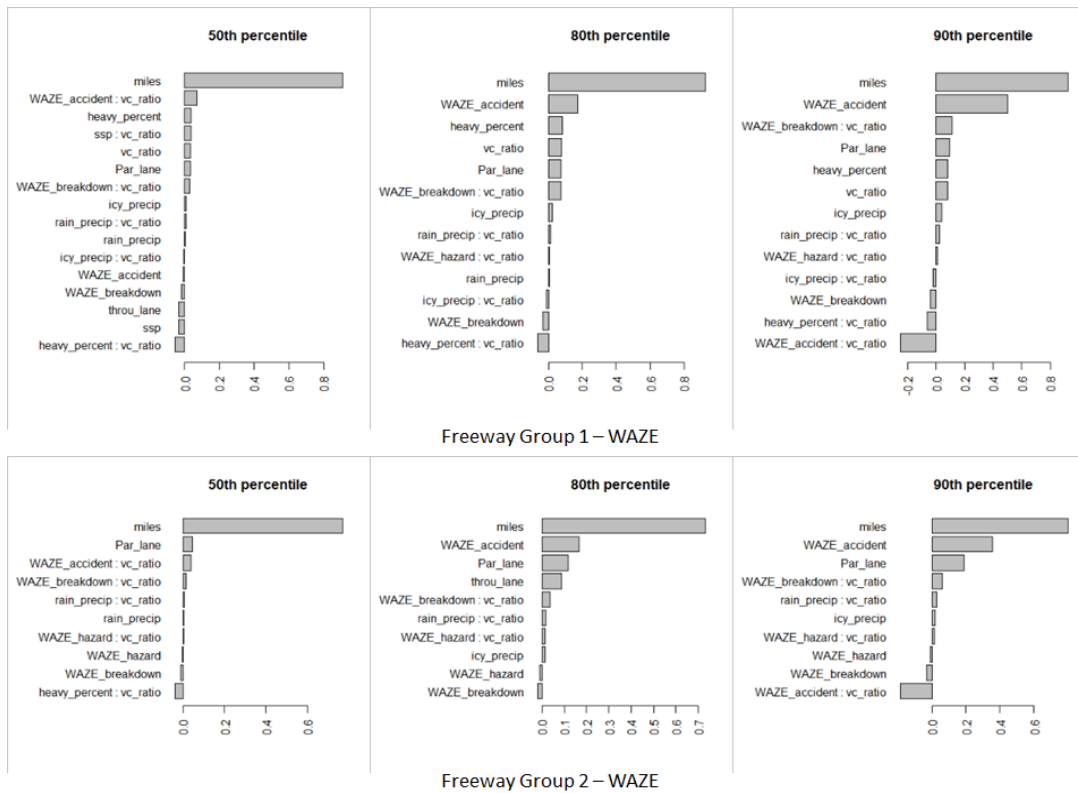 50th percentile
miles
WAZE_accident : vc_ratio
heavy_percent
ssp : vc_ratio
vc_ratio
Par_lane
WAZE_breakdown : vc_ratio
icy_precip
rain_precip : vc_ratio
rain_precip
icy_precip : vc_ratio
WAZE_accident
WAZE_breakdown
throu_lane
ssp
heavy_percent : vc_ratio
0.0 0.2 0.4 0.6 0.8
80th percentile
miles
WAZE_accident
heavy_percent
vc_ratio
Par_lane
WAZE_breakdown : vc_ratio
icy_precip
rain_precip : vc_ratio
WAZE_hazard : vc_ratio
rain_precip
icy_precip : vc_ratio
WAZE_breakdown
heavy_percent : vc_ratio
0.0 0.2 0.4 0.6 0.8
90th percentile
miles
WAZE_accident
WAZE_breakdown : vc_ratio
Par_lane
heavy_percent
vc_ratio
icy_precip
rain_precip : vc_ratio
WAZE_hazard : vc_ratio
icy_precip : vc_ratio
WAZE_breakdown
heavy_percent : vc_ratio
WAZE_accident : vc_ratio
-0.2 0.0 0.2 0.4 0.6 0.8
Freeway Group 1 – WAZE
50th percentile
miles
Par_lane
WAZE_accident : vc_ratio
WAZE_breakdown : vc_ratio
rain_precip : vc_ratio
rain_precip
WAZE_hazard : vc_ratio
WAZE_hazard
WAZE_breakdown
heavy_percent : vc_ratio
0.0 0.2 0.4 0.6
80th percentile
miles
WAZE_accident
Par_lane
throu_lane
WAZE_breakdown : vc_ratio
rain_precip : vc_ratio
WAZE_hazard : vc_ratio
icy_precip
WAZE_hazard
WAZE_breakdown
0.0 0.1 0.2 0.3 0.4 0.5 0.6 0.7
90th percentile
miles
WAZE_accident
Par_lane
WAZE_breakdown : vc_ratio
rain_precip : vc_ratio
icy_precip
WAZE_hazard : vc_ratio
WAZE_hazard
WAZE_breakdown
WAZE_accident : vc_ratio
0.0 0.2 0.4 0.6
Freeway Group 2 – WAZE